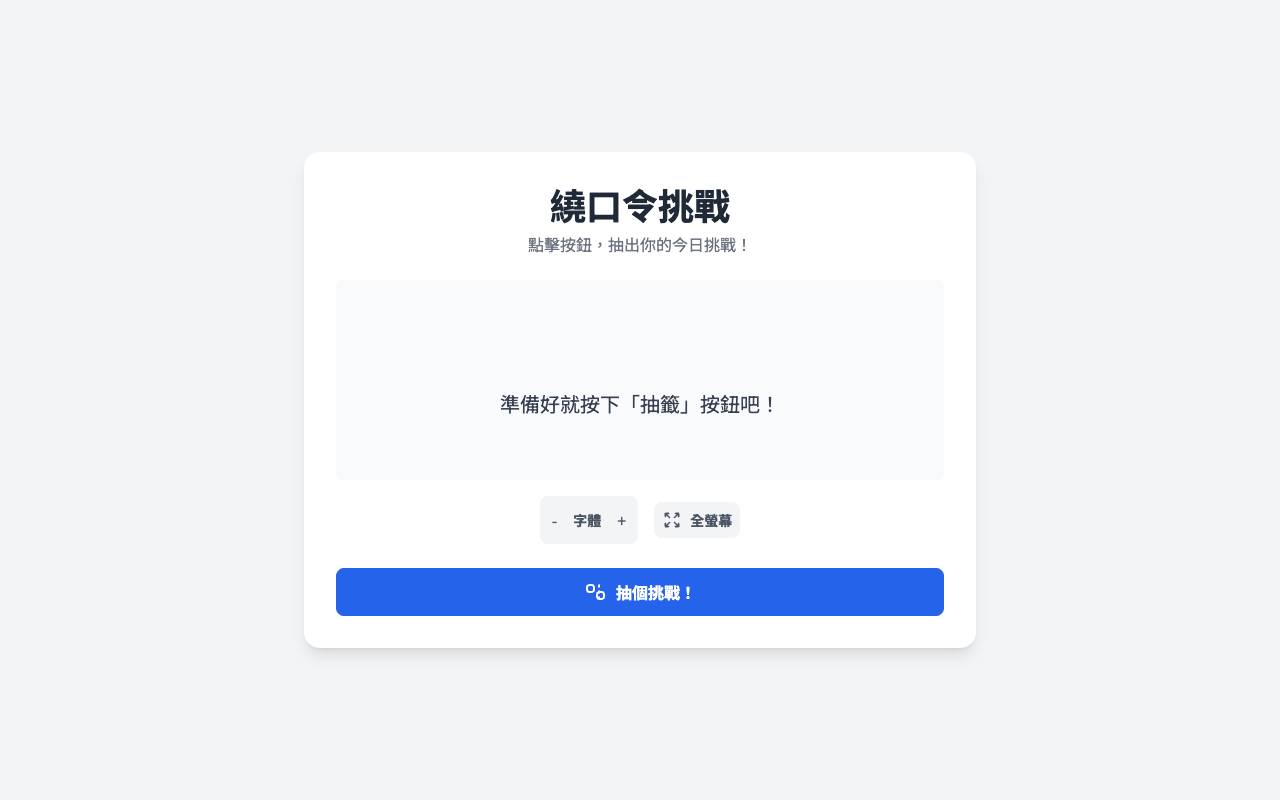 繞口令挑戰
點擊按鈕，抽出你的今日挑戰！
準備好就按下「抽籤」按鈕吧！
- 字體 + 全螢幕
抽個挑戰！